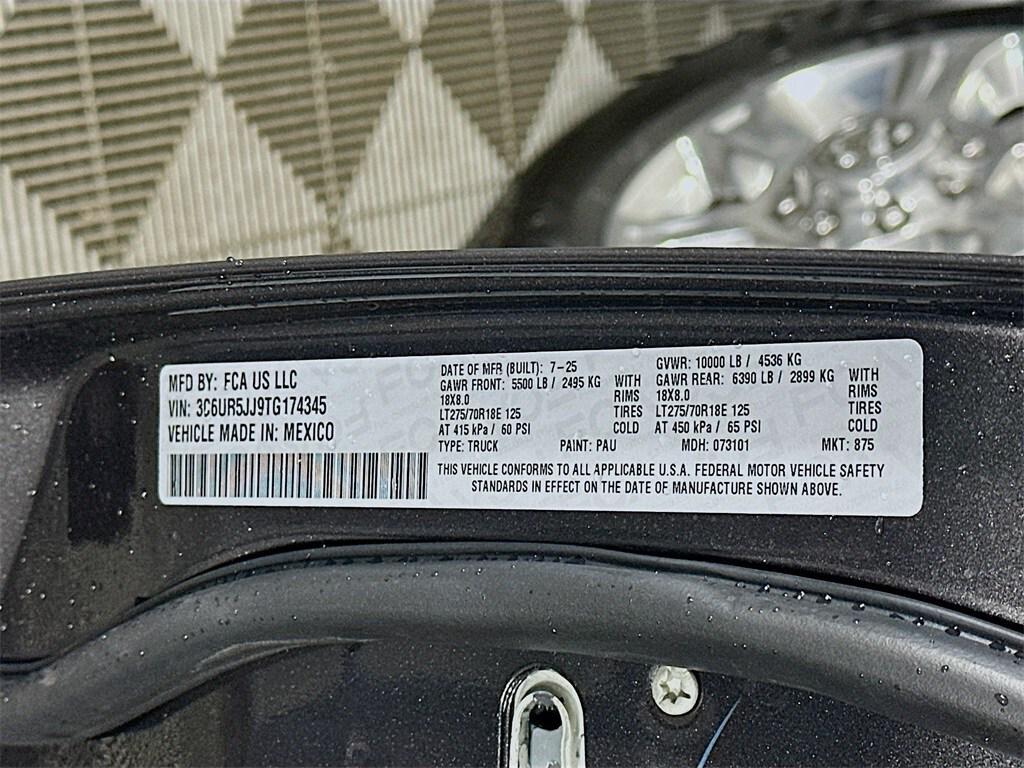 MFD BY: FCA US LLC
VIN: 3C6UR5JJ9TG174345
VEHICLE MADE IN: MEXICO
DATE OF MFR (BUILT): 7-25
GAWR FRONT: 5500 LB / 2495 KG WITH
18X8.0 RIMS
LT275/70R18E 125 TIRES
AT 415 kPa / 60 PSI COLD
GVWR: 10000 LB / 4536 KG
GAWR REAR: 6390 LB / 2899 KG WITH
18X8.0 RIMS
LT275/70R18E 125 TIRES
AT 450 kPa / 65 PSI COLD
TYPE: TRUCK PAINT: PAU MDH: 073101 MKT: 875
THIS VEHICLE CONFORMS TO ALL APPLICABLE U.S.A. FEDERAL MOTOR VEHICLE SAFETY
STANDARDS IN EFFECT ON THE DATE OF MANUFACTURE SHOWN ABOVE.